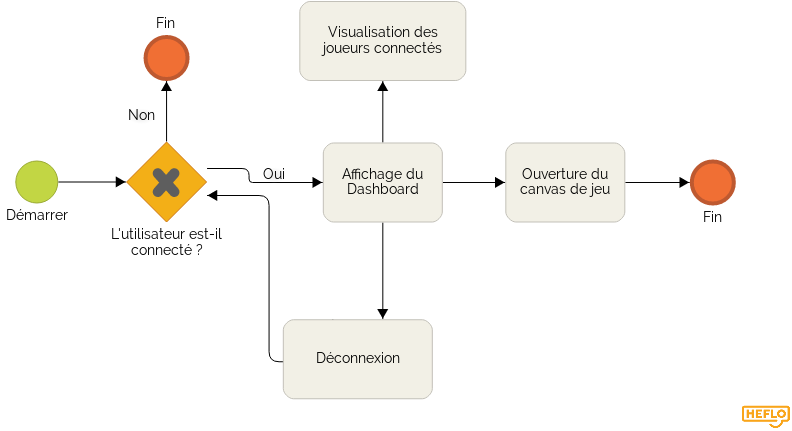 Fin
Visualisation des
joueurs connectés
Non
Oui
Affichage du
Dashboard
Ouverture du
canvas de jeu
Démarrer
Fin
L'utilisateur est-il
connecté ?
Déconnexion
HEFLO